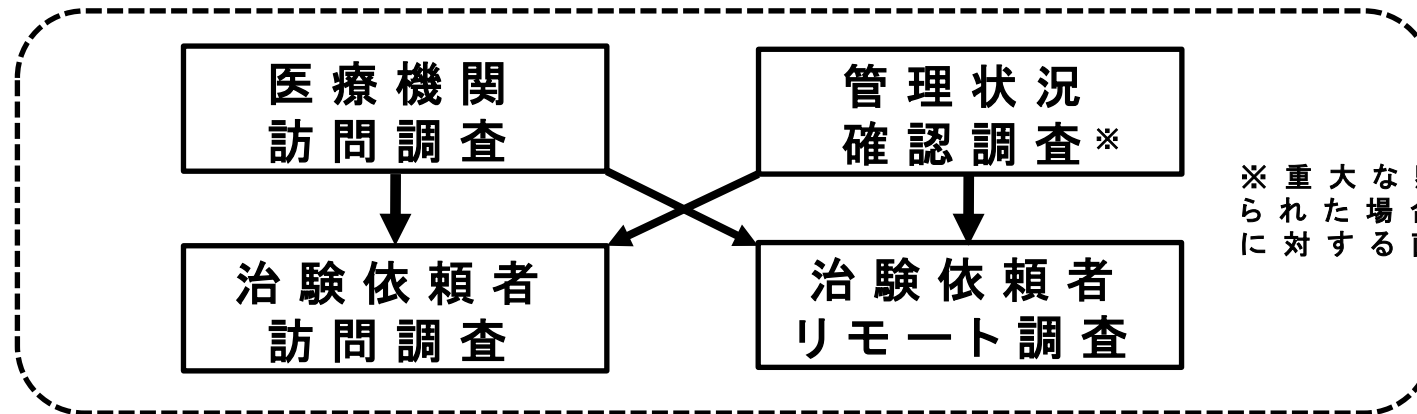 医療機関
訪問調査
管理状況
確認調査※
※重大な
られた場合
に対する
治験依頼者
訪問調査
治験依頼者
リモート調査